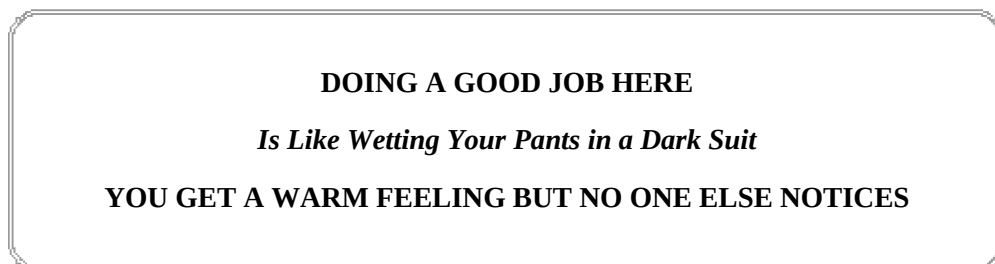 DOING A GOOD JOB HERE
Is Like Wetting Your Pants in a Dark Suit
YOU GET A WARM FEELING BUT NO ONE ELSE NOTICES